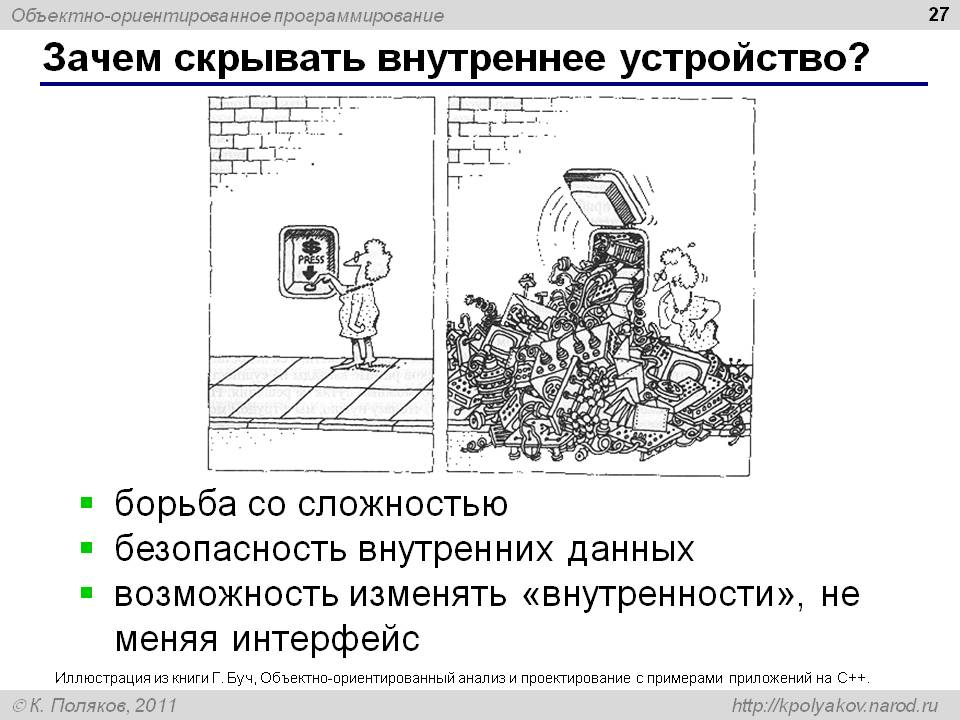 Объектно-ориентированное программирование
27
Зачем скрывать внутреннее устройство?
$
PRESS
борьба со сложностью
безопасность внутренних данных
возможность изменять «внутренности», не
меняя интерфейс
Иллюстрация из книги Г. Буч, Объектно-ориентированный анализ и проектирование с примерами приложений на C++.
© К. Поляков, 2011
http://kpolyakov.narod.ru